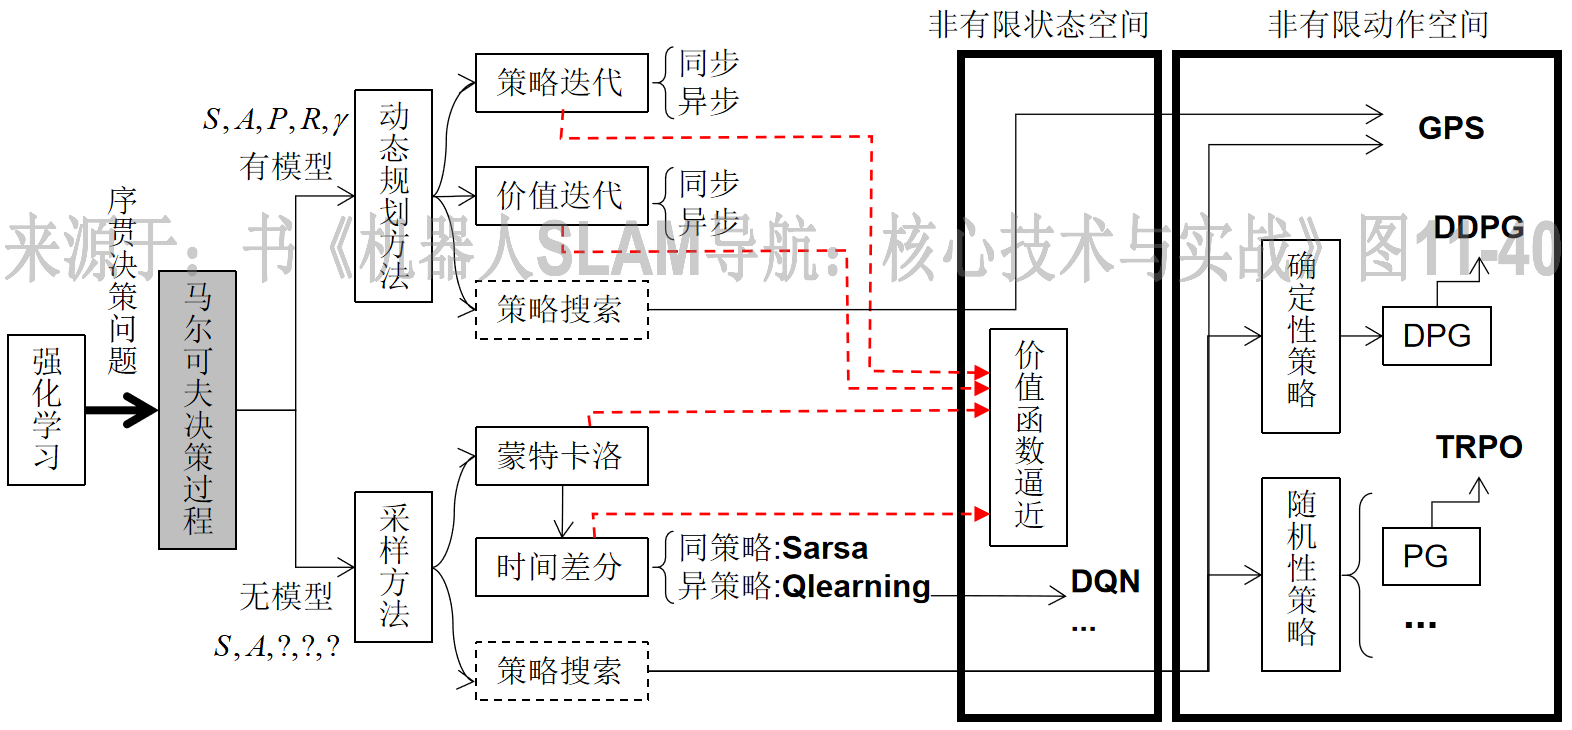 非有限状态空间
非有限动作空间
策略迭代
同步
异步
S,A,P,R,γ
有模型
动态规划方法
GPS
价值迭代
同步
异步
序贯决策问题
来源于：书《机器人SLAM导航：核心技术与实战》图11-40
DDPG
马尔可夫决策过程
策略搜索
确定性策略
DPG
强化学习
价值函数逼近
蒙特卡洛
TRPO
采样方法
随机性策略
时间差分
同策略:Sarsa
异策略:Qlearning
DQN
...
PG
...
无模型
S,A,?,?,?
策略搜索